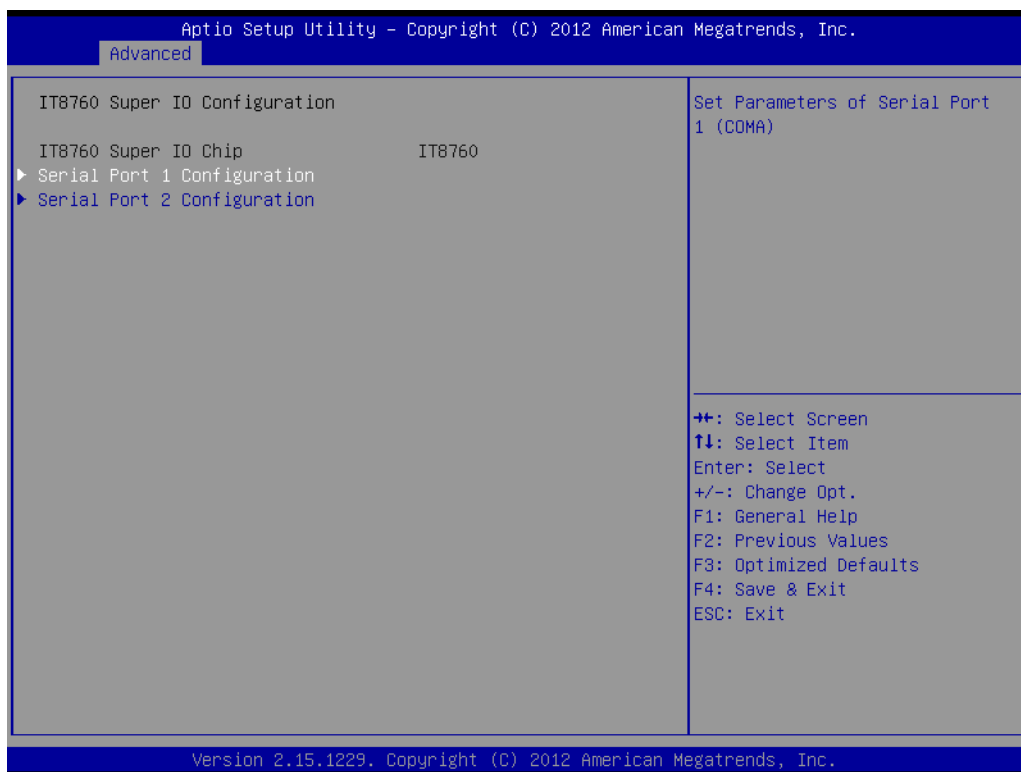 Aptio Setup Utility – Copyright (C) 2012 American Megatrends, Inc.
Advanced
IT8760 Super IO Configuration
IT8760 Super IO Chip IT8760
▶ Serial Port 1 Configuration
▶ Serial Port 2 Configuration
Set Parameters of Serial Port
1 (COMA)
→←: Select Screen
↑↓: Select Item
Enter: Select
+/-: Change Opt.
F1: General Help
F2: Previous Values
F3: Optimized Defaults
F4: Save & Exit
ESC: Exit
Version 2.15.1229. Copyright (C) 2012 American Megatrends, Inc.